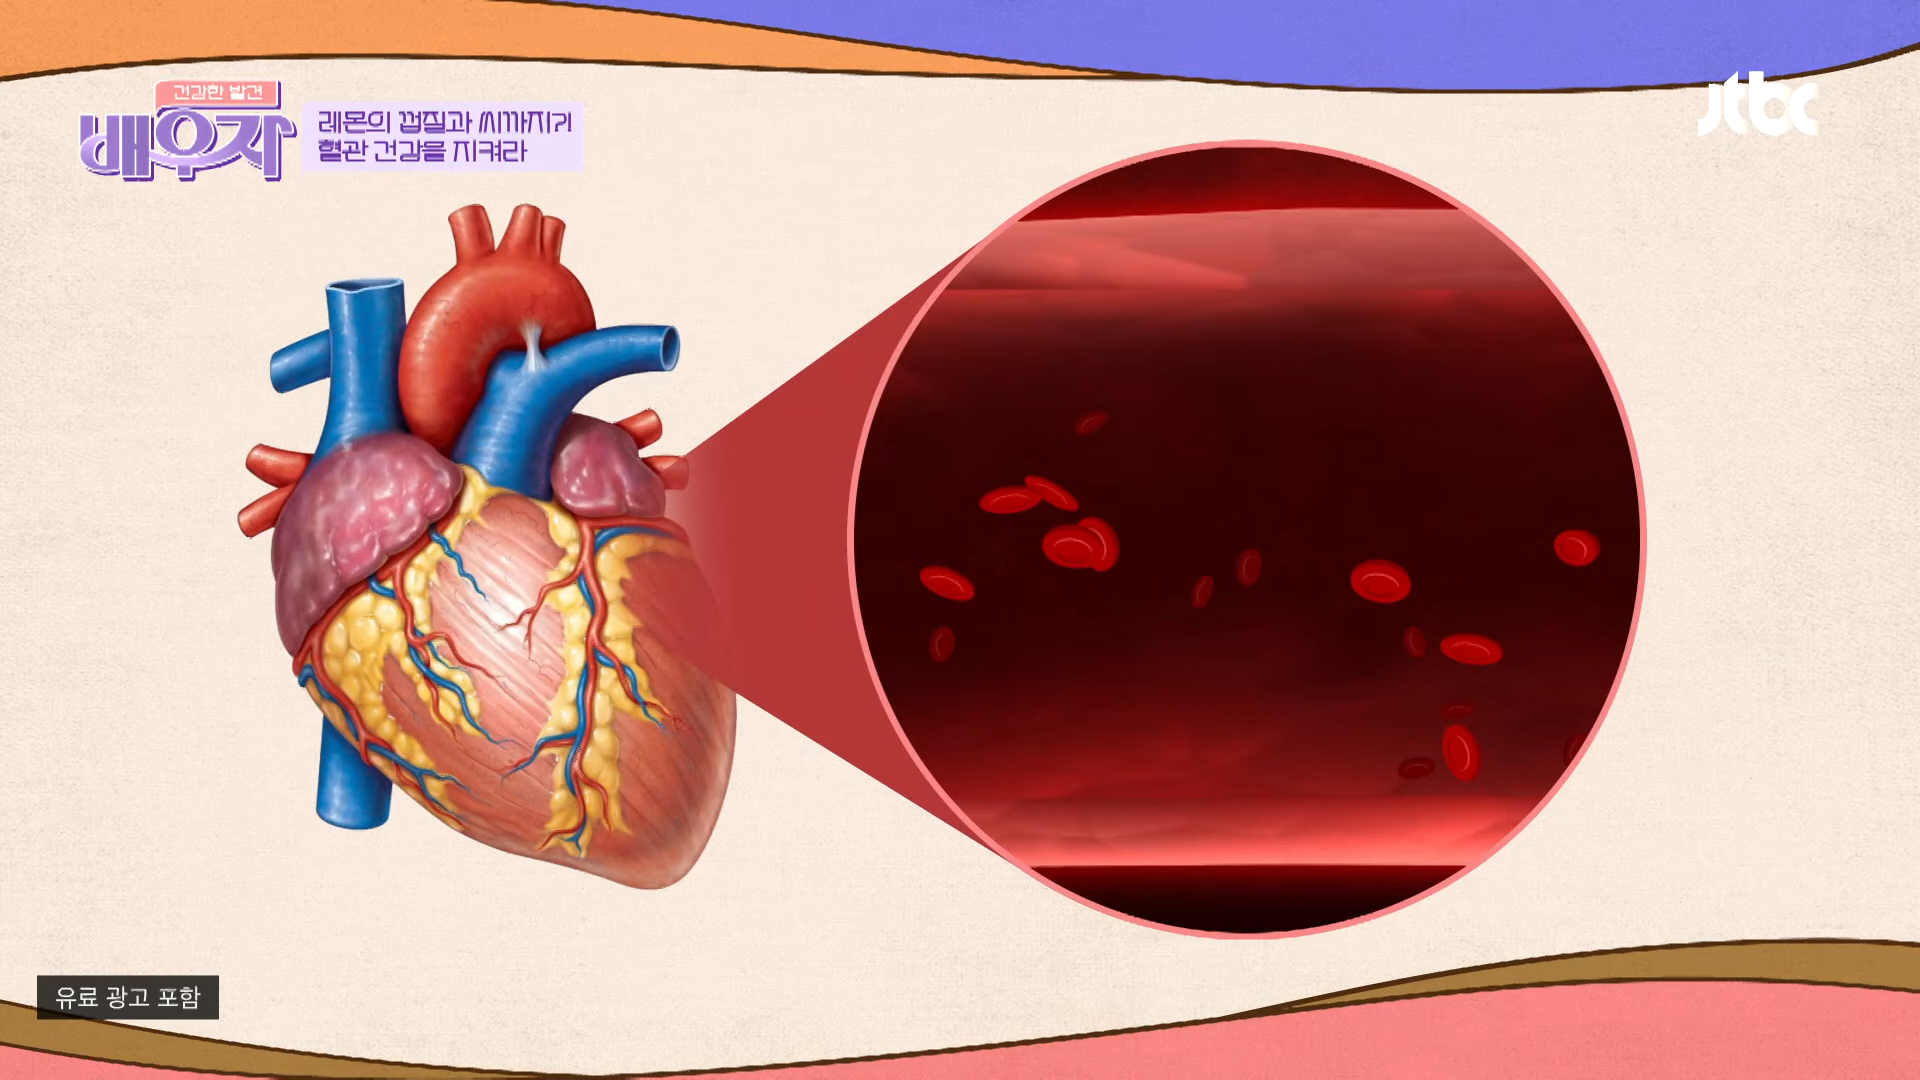 건강한 발견
배우자
레몬의 껍질과 씨까지?!
혈관 건강을 지켜라
jtbc
유료 광고 포함